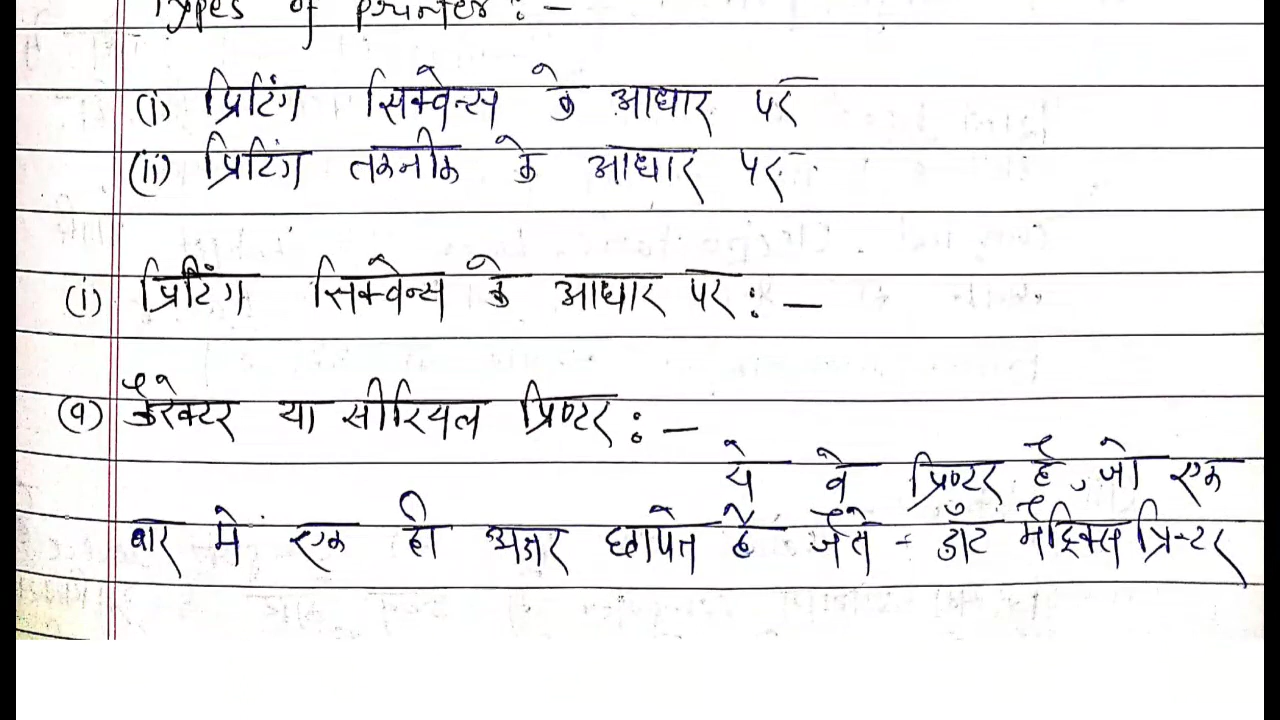 Types of printer : -
(i) प्रिटिंग सिक्वेन्स के आधार पर
(ii) प्रिटिंग तकनीक के आधार पर
(i) प्रिटिंग सिक्वेन्स के आधार पर : -
(a) कैरेक्टर या सीरियल प्रिण्टर : -
ये वे प्रिण्टर है, जो एक
बार मे एक ही अक्षर छापते है जैसे - डॉट मैट्रिक्स प्रिन्टर